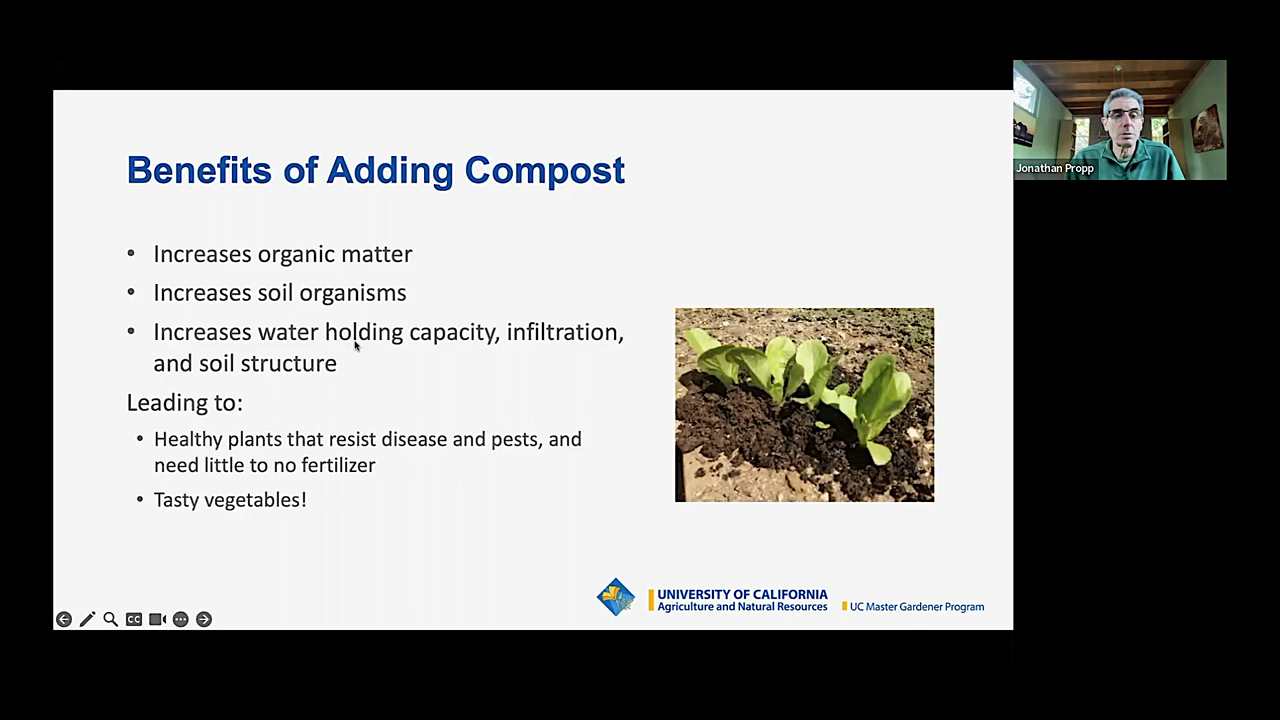 Benefits of Adding Compost
• Increases organic matter
• Increases soil organisms
• Increases water holding capacity, infiltration,
and soil structure
Leading to:
• Healthy plants that resist disease and pests, and
need little to no fertilizer
• Tasty vegetables!
UNIVERSITY OF CALIFORNIA
Agriculture and Natural Resources
UC Master Gardener Program
CC
Jonathan Propp